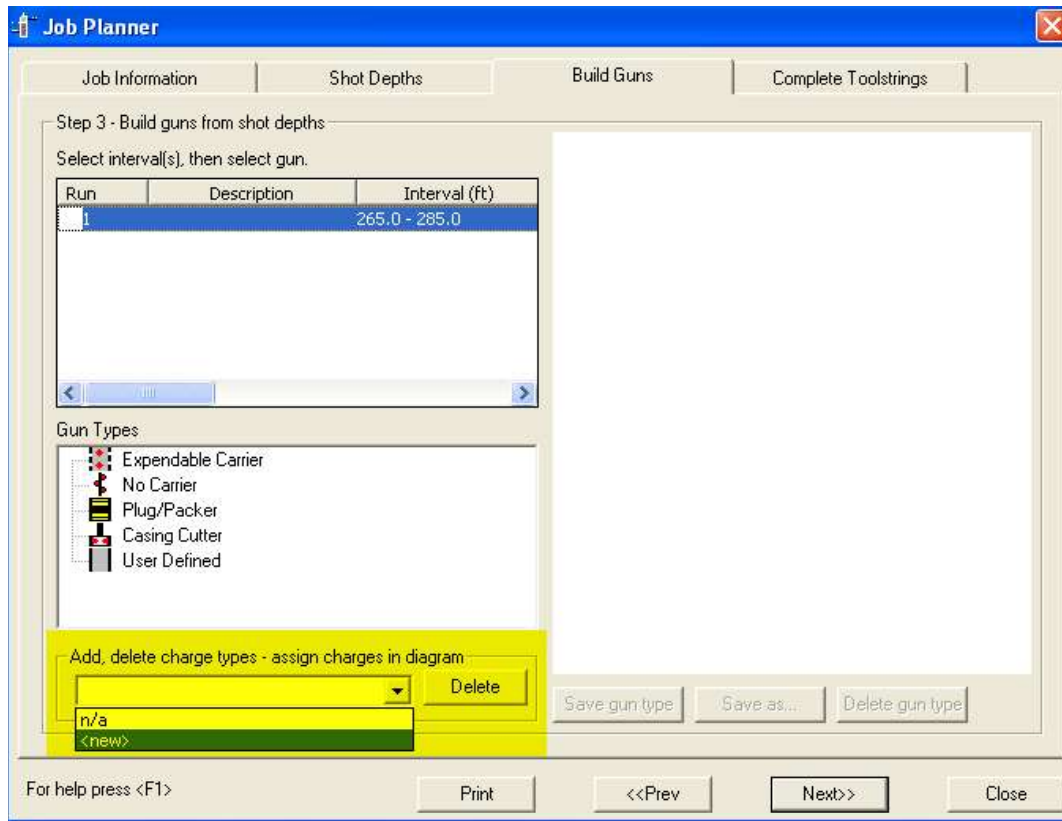 Job Planner
Job Information Shot Depths Build Guns Complete Toolstrings
Step 3 - Build guns from shot depths
Select interval(s), then select gun.
Run Description Interval (ft)
1 265.0 - 285.0
Gun Types
Expendable Carrier
No Carrier
Plug/Packer
Casing Cutter
User Defined
Add, delete charge types - assign charges in diagram
Delete
n/a
<new>
Save gun type Save as... Delete gun type
For help press <F1> Print <<Prev Next>> Close